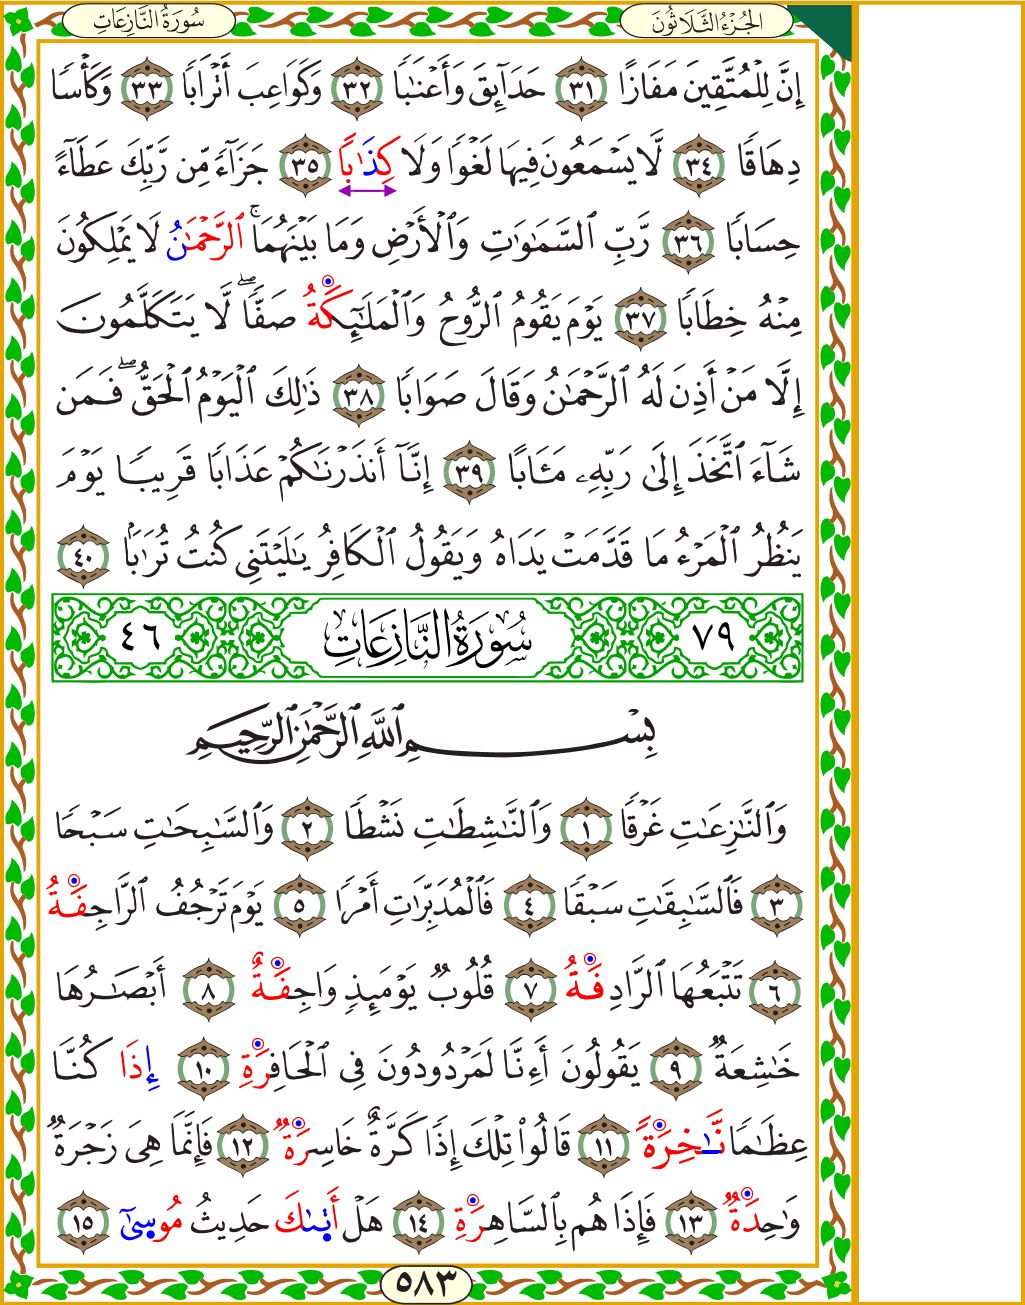 سُورَةُ النَّازِعَاتِ
الجُزْءُ الثَّلَاثُونَ
إِنَّ لِلْمُتَّقِينَ مَفَازًا ٣١ حَدَآئِقَ وَأَعْنَٰبًا ٣٢ وَكَوَاعِبَ أَتْرَابًا ٣٣ وَكَأْسًا
دِهَاقًا ٣٤ لَّا يَسْمَعُونَ فِيهَا لَغْوًا وَلَا كِذَٰبًا ٣٥ جَزَآءً مِّن رَّبِّكَ عَطَآءً
حِسَابًا ٣٦ رَّبِّ ٱلسَّمَٰوَٰتِ وَٱلْأَرْضِ وَمَا بَيْنَهُمَا ۚ ٱلرَّحْمَٰنُ لَا يَمْلِكُونَ
مِنْهُ خِطَابًا ٣٧ يَوْمَ يَقُومُ ٱلرُّوحُ وَٱلْمَلَٰٓئِكَةُ صَفًّا ۖ لَّا يَتَكَلَّمُونَ
إِلَّا مَنْ أَذِنَ لَهُ ٱلرَّحْمَٰنُ وَقَالَ صَوَابًا ٣٨ ذَٰلِكَ ٱلْيَوْمُ ٱلْحَقُّ ۖ فَمَن
شَآءَ ٱتَّخَذَ إِلَىٰ رَبِّهِۦ مَـَٔابًا ٣٩ إِنَّآ أَنذَرْنَٰكُمْ عَذَابًا قَرِيبًا يَوْمَ
يَنظُرُ ٱلْمَرْءُ مَا قَدَّمَتْ يَدَاهُ وَيَقُولُ ٱلْكَافِرُ يَٰلَيْتَنِى كُنتُ تُرَٰبًا ٤٠
٧٩ سُورَةُ النَّازِعَاتِ ٤٦
بِسْمِ ٱللَّهِ ٱلرَّحْمَٰنِ ٱلرَّحِيمِ
وَٱلنَّٰزِعَٰتِ غَرْقًا ١ وَٱلنَّٰشِطَٰتِ نَشْطًا ٢ وَٱلسَّٰبِحَٰتِ سَبْحًا
٣ فَٱلسَّٰبِقَٰتِ سَبْقًا ٤ فَٱلْمُدَبِّرَٰتِ أَمْرًا ٥ يَوْمَ تَرْجُفُ ٱلرَّاجِفَةُ
٦ تَتْبَعُهَا ٱلرَّادِفَةُ ٧ قُلُوبٌ يَوْمَئِذٍ وَاجِفَةٌ ٨ أَبْصَٰرُهَا
خَٰشِعَةٌ ٩ يَقُولُونَ أَءِنَّا لَمَرْدُودُونَ فِى ٱلْحَافِرَةِ ١٠ إِذَا كُنَّا
عِظَٰمًا نَّٰخِرَةً ١١ قَالُوا۟ تِلْكَ إِذًا كَرَّةٌ خَاسِرَةٌ ١٢ فَإِنَّمَا هِىَ زَجْرَةٌ
وَٰحِدَةٌ ١٣ فَإِذَا هُم بِٱلسَّاهِرَةِ ١٤ هَلْ أَتَىٰكَ حَدِيثُ مُوسَىٰٓ ١٥
٥٨٣